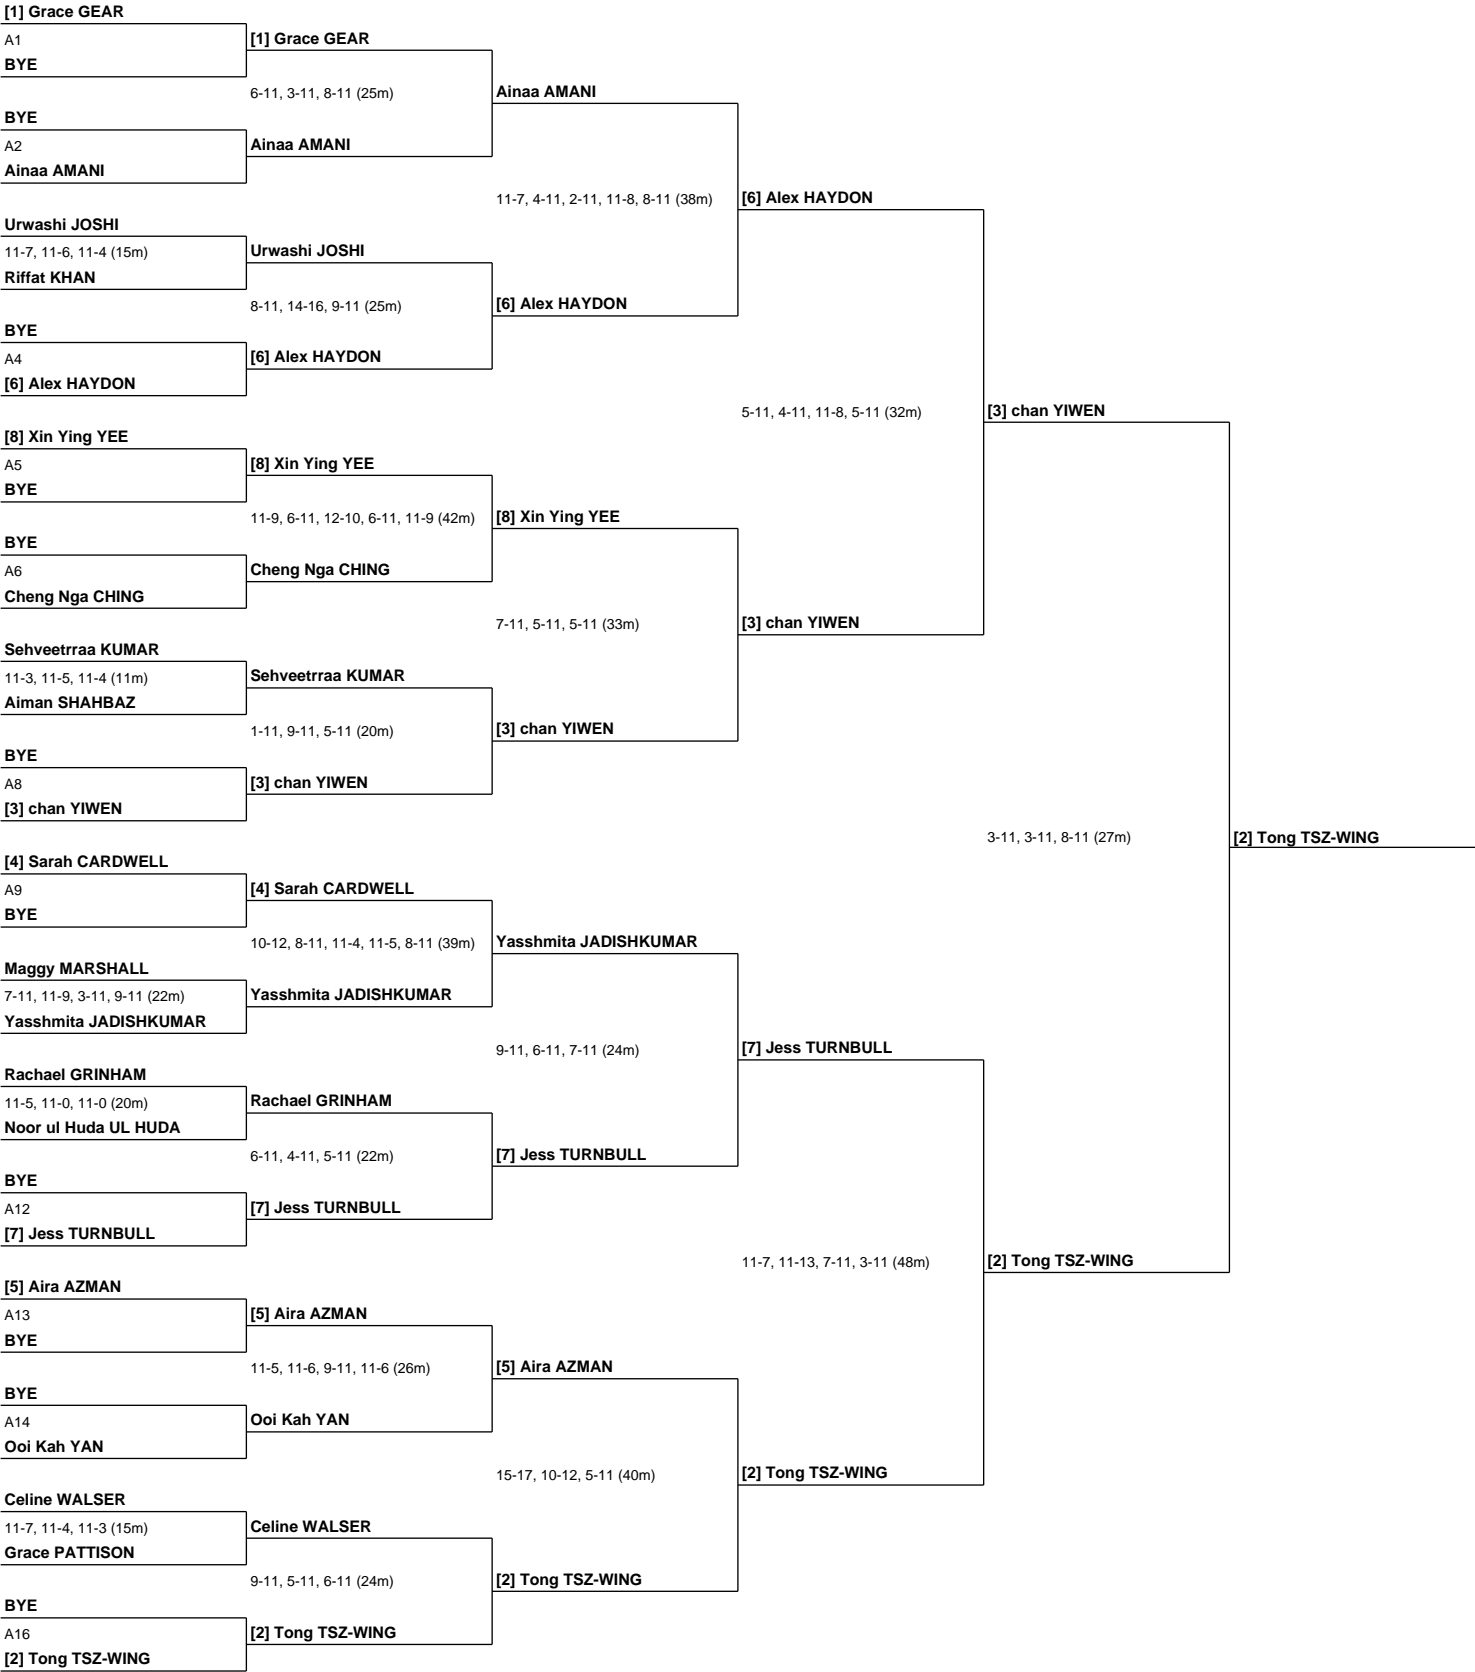 [1] Grace GEAR
A1
BYE
BYE
A2
Ainaa AMANI
Urwashi JOSHI
11-7, 11-6, 11-4 (15m)
Riffat KHAN
BYE
A4
[6] Alex HAYDON
[8] Xin Ying YEE
A5
BYE
BYE
A6
Cheng Nga CHING
Sehveetrraa KUMAR
11-3, 11-5, 11-4 (11m)
Aiman SHAHBAZ
BYE
A8
[3] chan YIWEN
[4] Sarah CARDWELL
A9
BYE
Maggy MARSHALL
7-11, 11-9, 3-11, 9-11 (22m)
Yasshmita JADISHKUMAR
Rachael GRINHAM
11-5, 11-0, 11-0 (20m)
Noor ul Huda UL HUDA
BYE
A12
[7] Jess TURNBULL
[5] Aira AZMAN
A13
BYE
BYE
A14
Ooi Kah YAN
Celine WALSER
11-7, 11-4, 11-3 (15m)
Grace PATTISON
BYE
A16
[2] Tong TSZ-WING
[1] Grace GEAR
6-11, 3-11, 8-11 (25m)
Ainaa AMANI
Urwashi JOSHI
8-11, 14-16, 9-11 (25m)
[6] Alex HAYDON
[8] Xin Ying YEE
11-9, 6-11, 12-10, 6-11, 11-9 (42m)
Cheng Nga CHING
Sehveetrraa KUMAR
1-11, 9-11, 5-11 (20m)
[3] chan YIWEN
[4] Sarah CARDWELL
10-12, 8-11, 11-4, 11-5, 8-11 (39m)
Yasshmita JADISHKUMAR
Rachael GRINHAM
6-11, 4-11, 5-11 (22m)
[7] Jess TURNBULL
[5] Aira AZMAN
11-5, 11-6, 9-11, 11-6 (26m)
Ooi Kah YAN
Celine WALSER
9-11, 5-11, 6-11 (24m)
[2] Tong TSZ-WING
Ainaa AMANI
11-7, 4-11, 2-11, 11-8, 8-11 (38m)
[6] Alex HAYDON
[8] Xin Ying YEE
7-11, 5-11, 5-11 (33m)
[3] chan YIWEN
Yasshmita JADISHKUMAR
9-11, 6-11, 7-11 (24m)
[7] Jess TURNBULL
[5] Aira AZMAN
15-17, 10-12, 5-11 (40m)
[2] Tong TSZ-WING
[6] Alex HAYDON
5-11, 4-11, 11-8, 5-11 (32m)
[3] chan YIWEN
[7] Jess TURNBULL
11-7, 11-13, 7-11, 3-11 (48m)
[2] Tong TSZ-WING
[3] chan YIWEN
3-11, 3-11, 8-11 (27m)
[2] Tong TSZ-WING
[2] Tong TSZ-WING